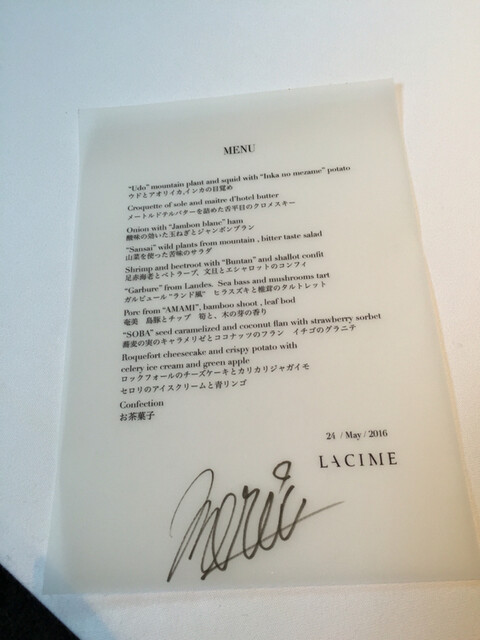 MENU
"Udo" mountain plant and squid with "Inka no mezame" potato
ウドとアオリイカ,インカの目覚め
Croquette of sole and maitre d'hotel butter
メートルドテルバターを詰めた舌平目のクロメスキー
Onion with "Jambon blanc" ham
酸味の効いた玉ねぎとジャンボンブラン
"Sansai" wild plants from mountain , bitter taste salad
山菜を使った苦味のサラダ
Shrimp and beetroot with "Buntan" and shallot confit
足赤海老とベトラーブ, 文旦とエシャロットのコンフィ
"Garbure" from Landes. Sea bass and mushrooms tart
ガルビュール "ランド風" ヒラスズキと椎茸のタルトレット
Porc from "AMAMI", bamboo shoot , leaf bod
奄美 島豚とチップ 筍と、木の芽の香り
"SOBA" seed caramelized and coconut flan with strawberry sorbet
蕎麦の実のキャラメリゼとココナッツのフラン イチゴのグラニテ
Roquefort cheesecake and crispy potato with
celery ice cream and green apple
ロックフォールのチーズケーキとカリカリジャガイモ
セロリのアイスクリームと青リンゴ
Confection
お茶菓子
24 / May / 2016
LACIME